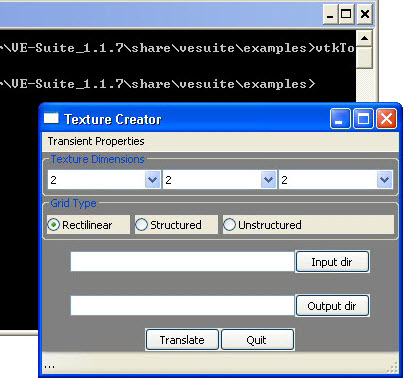 r\VE-Suite_1.1.7\share\vesuite\examples>vtkTo
r\VE-Suite_1.1.7\share\vesuite\examples>
Texture Creator
Transient Properties
Texture Dimensions
2 2 2
Grid Type
Rectilinear Structured Unstructured
Input dir
Output dir
Translate Quit
...